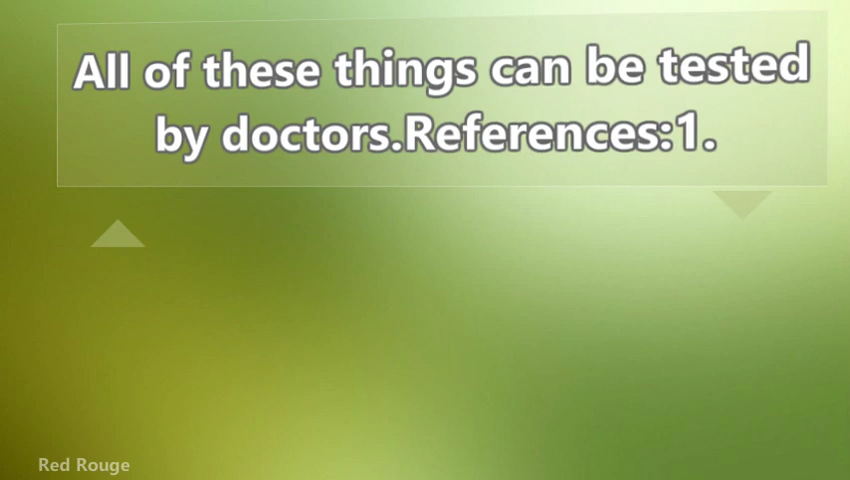 All of these things can be tested
by doctors.References:1.
Red Rouge